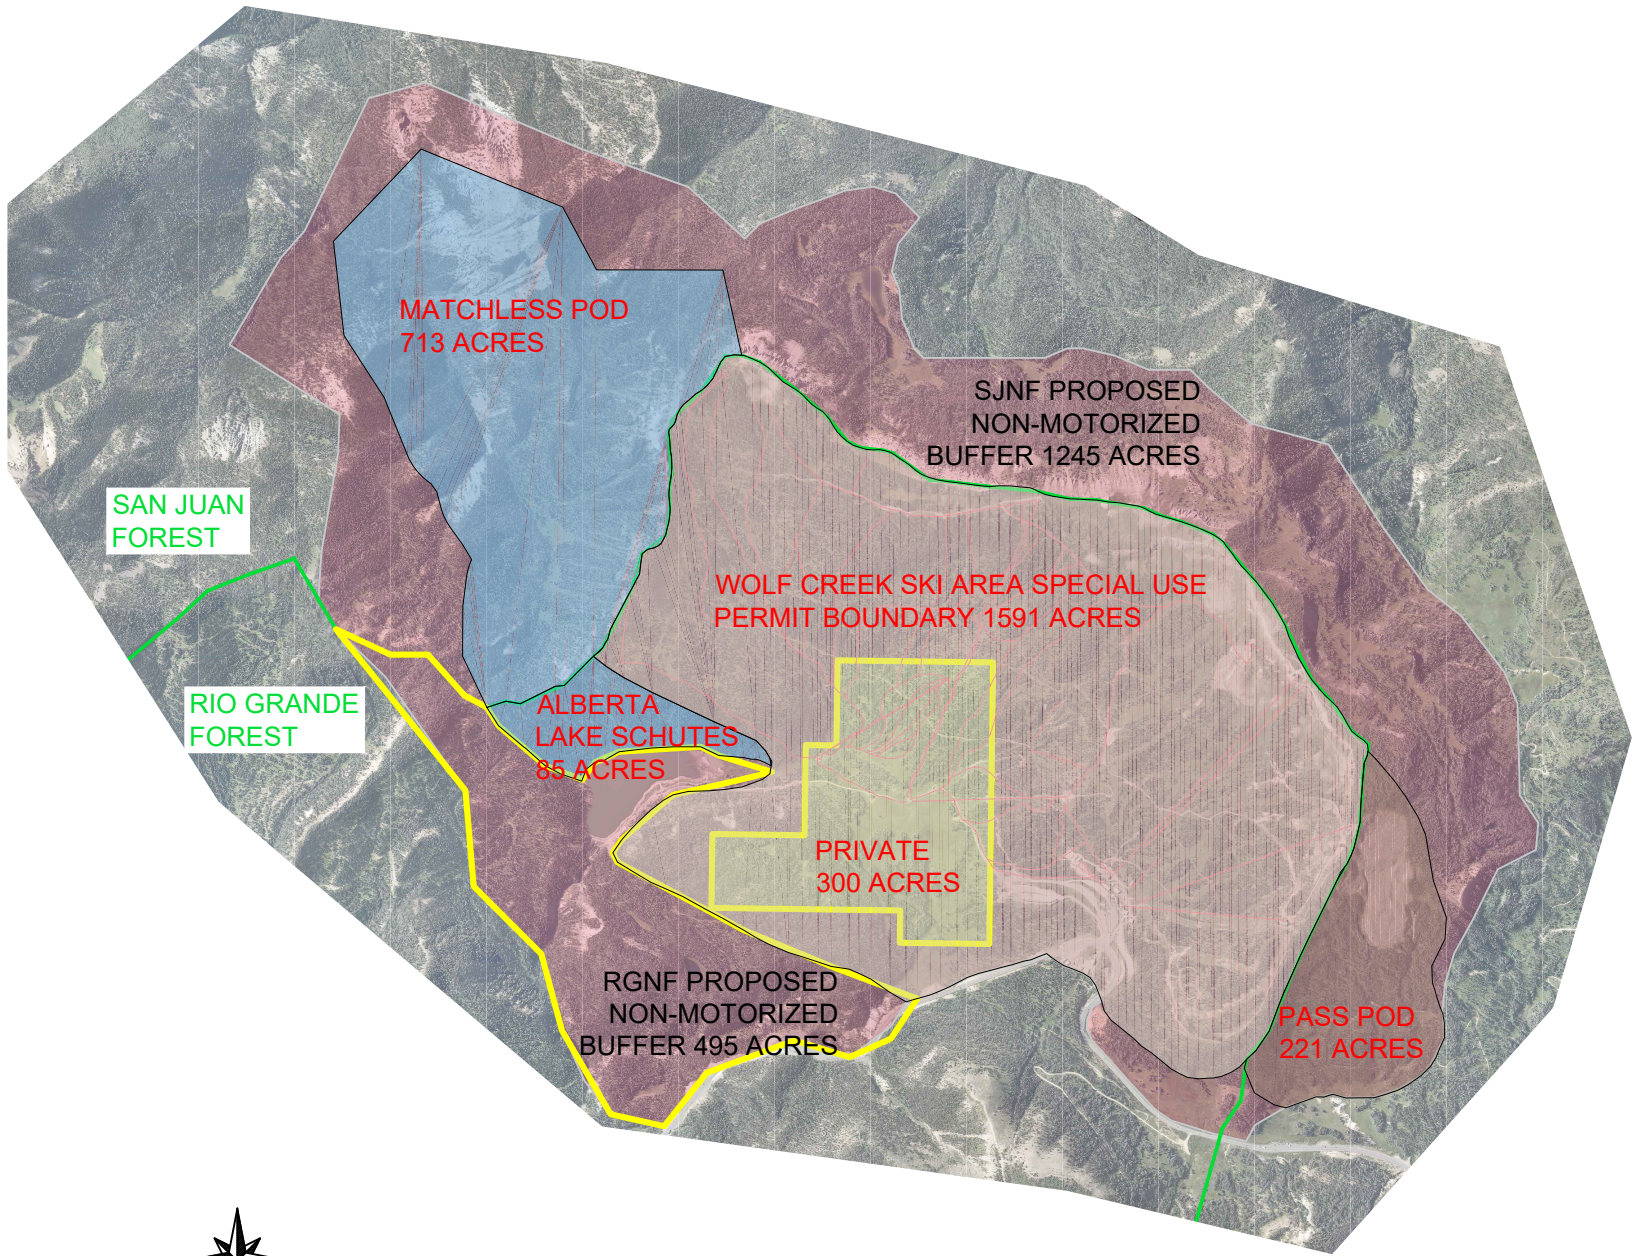 MATCHLESS POD
713 ACRES
SJNF PROPOSED
NON-MOTORIZED
BUFFER 1245 ACRES
SAN JUAN
FOREST
WOLF CREEK SKI AREA SPECIAL USE
PERMIT BOUNDARY 1591 ACRES
RIO GRANDE
FOREST
ALBERTA
LAKE SCHUTES
85 ACRES
PRIVATE
300 ACRES
RGNF PROPOSED
NON-MOTORIZED
BUFFER 495 ACRES
PASS POD
221 ACRES